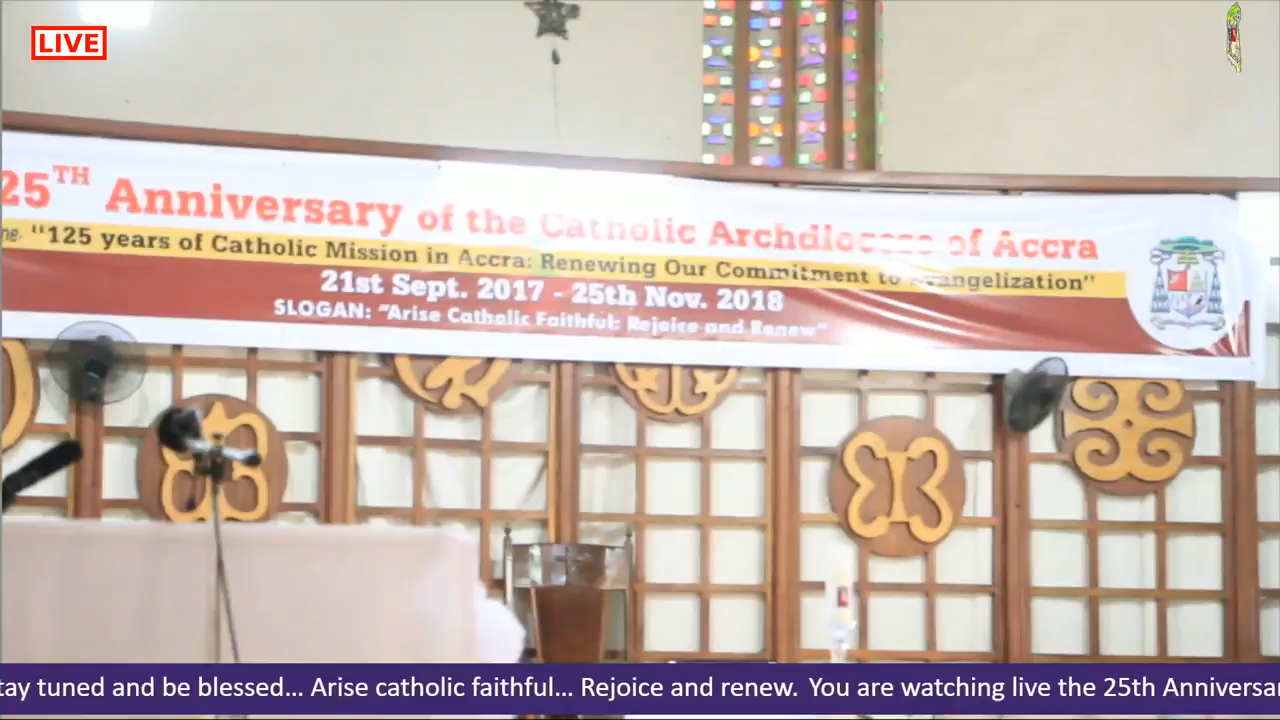 LIVE
25TH Anniversary of the Catholic Archdiocese of Accra
"125 years of Catholic Mission in Accra: Renewing Our Commitment to Evangelization"
21st Sept. 2017 - 25th Nov. 2018
SLOGAN: "Arise Catholic Faithful: Rejoice and Renew"
tay tuned and be blessed... Arise catholic faithful... Rejoice and renew. You are watching live the 25th Anniversar